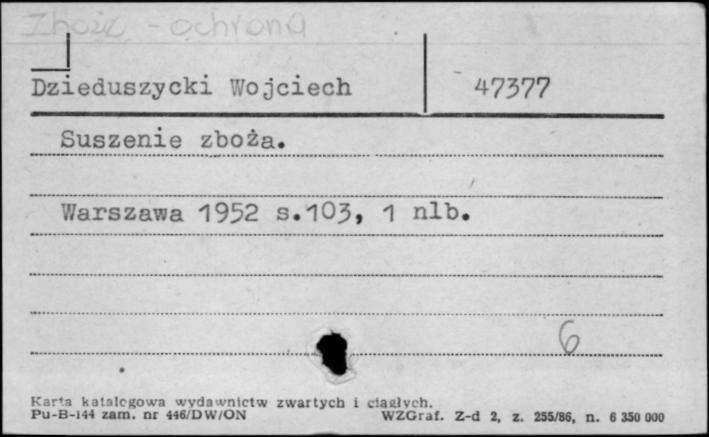 Zboże - ochrona
Dzieduszycki Wojciech 47377
Suszenie zboża.
Warszawa 1952 s.103, 1 nlb.
6
Karta katalogowa wydawnictw zwartych i ciągłych.
Pu-B-144 zam. nr 446/DW/ON WZGraf. Z-d 2, z. 255/86, n. 6 350 000